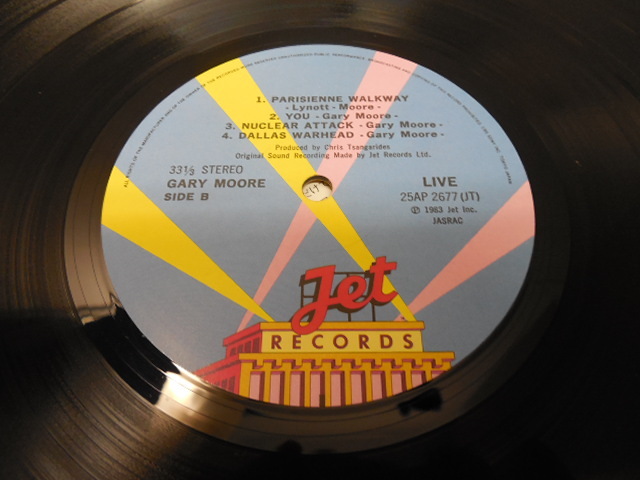 1. PARISIENNE WALKWAY
- Lynott - Moore -
2. YOU - Gary Moore -
3. NUCLEAR ATTACK - Gary Moore -
4. DALLAS WARHEAD - Gary Moore -
Produced by Chris Tsangarides
Original Sound Recording Made by Jet Records Ltd.
33⅓ STEREO
GARY MOORE
SIDE B
LIVE
25AP 2677 (JT)
Ⓟ 1983 Jet Inc.
JASRAC
Jet
RECORDS